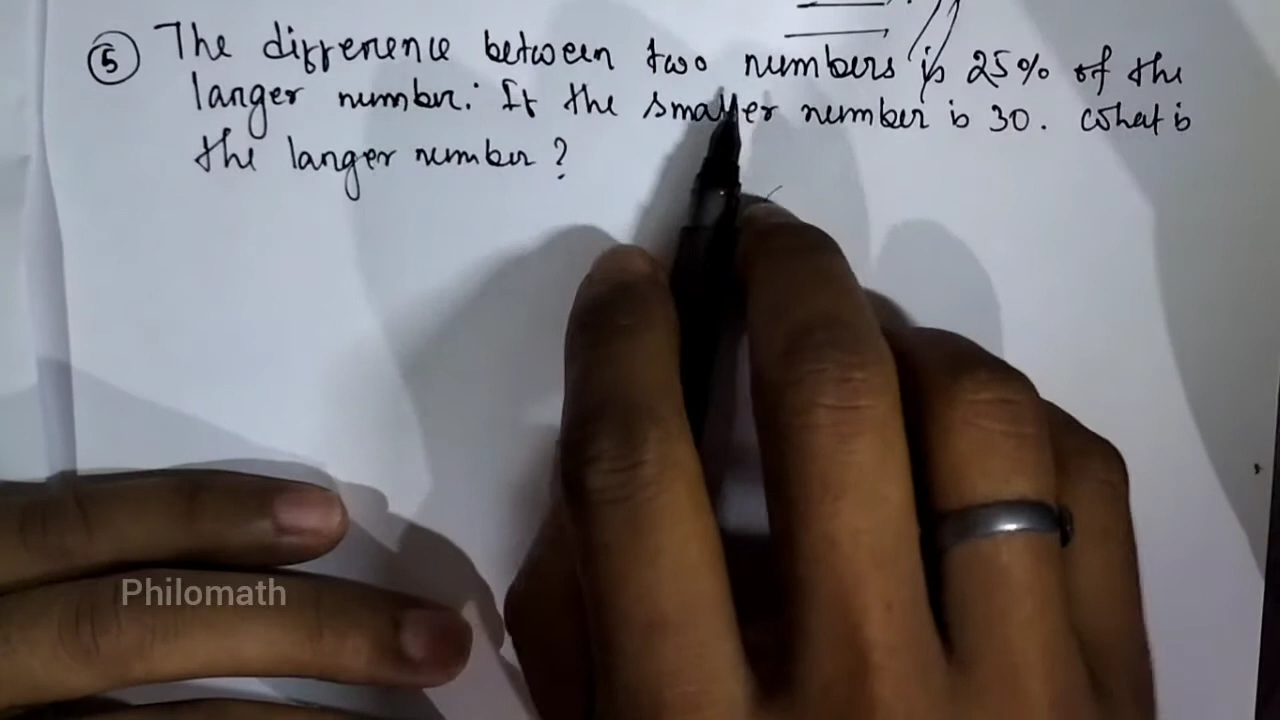 5 The difference between two numbers is 25% of the
larger number. If the smaller number is 30. What is
the larger number?
Philomath